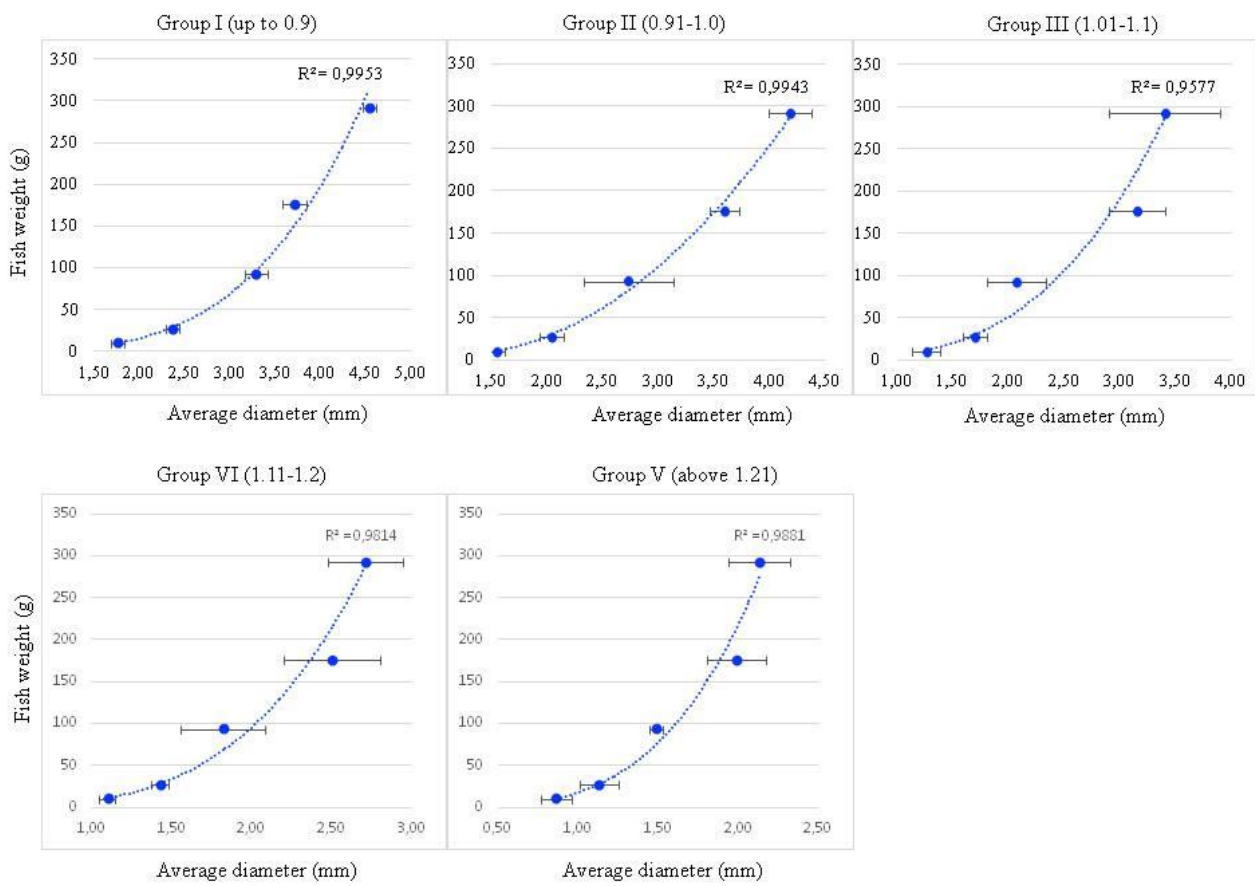 Group I (up to 0.9)
350
300
250
200
150
100
50
0
R² = 0,9953
1,50 2,00 2,50 3,00 3,50 4,00 4,50 5,00
Fish weight (g)
Average diameter (mm)
Group II (0.91-1.0)
350
300
250
200
150
100
50
0
R² = 0,9943
1,50 2,00 2,50 3,00 3,50 4,00 4,50
Average diameter (mm)
Group III (1.01-1.1)
350
300
250
200
150
100
50
0
R² = 0,9577
1,00 1,50 2,00 2,50 3,00 3,50 4,00
Average diameter (mm)
Group VI (1.11-1.2)
350
300
250
200
150
100
50
0
R² = 0,9814
1,00 1,50 2,00 2,50 3,00
Fish weight (g)
Average diameter (mm)
Group V (above 1.21)
350
300
250
200
150
100
50
0
R² = 0,9881
0,50 1,00 1,50 2,00 2,50
Average diameter (mm)